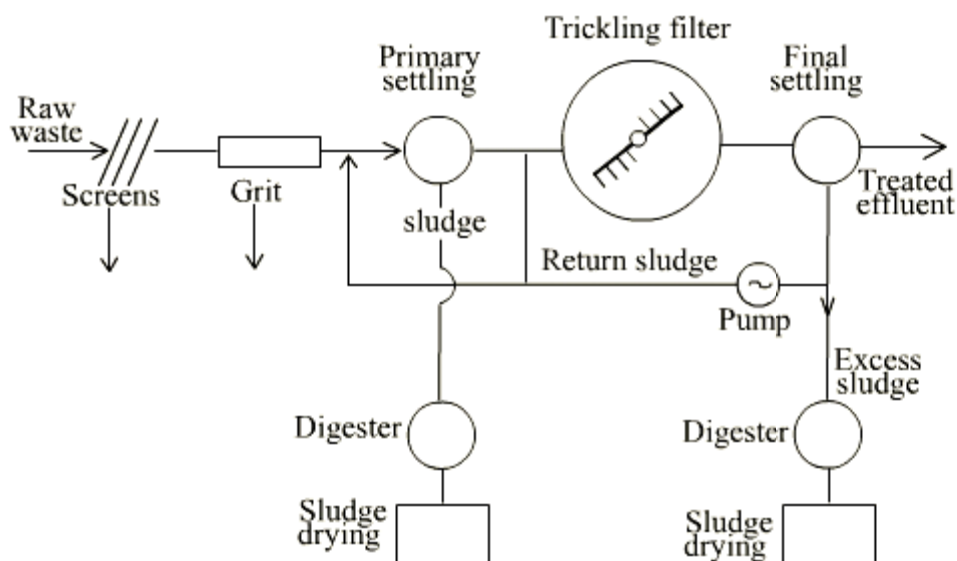 Trickling filter
Primary
settling
Final
settling
Raw
waste
Screens
Grit
sludge
Treated
effluent
Return sludge
Pump
Excess
sludge
Digester
Digester
Sludge
drying
Sludge
drying